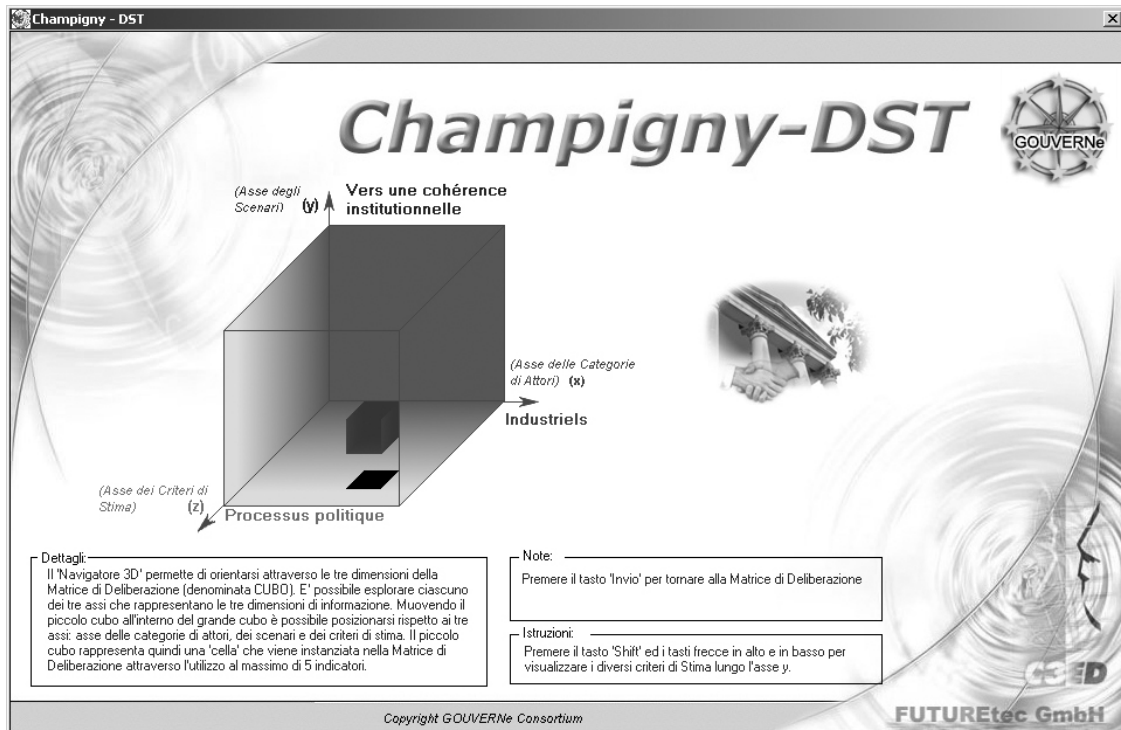 Champigny - DST
Champigny-DST
GOUVERNe
(Asse degli
Scenari) (y)
Vers une cohérence
institutionnelle
(Asse delle Categorie
di Attori) (x)
Industriels
(Asse dei Criteri di
Stima) (z)
Processus politique
Dettagli:
Il 'Navigatore 3D' permette di orientarsi attraverso le tre dimensioni della
Matrice di Deliberazione (denominata CUBO). E' possibile esplorare ciascuno
dei tre assi che rappresentano le tre dimensioni di informazione. Muovendo il
piccolo cubo all'interno del grande cubo è possibile posizionarsi rispetto ai tre
assi: asse delle categorie di attori, dei scenari e dei criteri di stima. Il piccolo
cubo rappresenta quindi una 'cella' che viene instanziata nella Matrice di
Deliberazione attraverso l'utilizzo al massimo di 5 indicatori.
Note:
Premere il tasto 'Invio' per tornare alla Matrice di Deliberazione
Istruzioni:
Premere il tasto 'Shift' ed i tasti frecce in alto e in basso per
visualizzare i diversi criteri di Stima lungo l'asse y.
C3ED
FUTUREtec GmbH
Copyright GOUVERNe Consortium